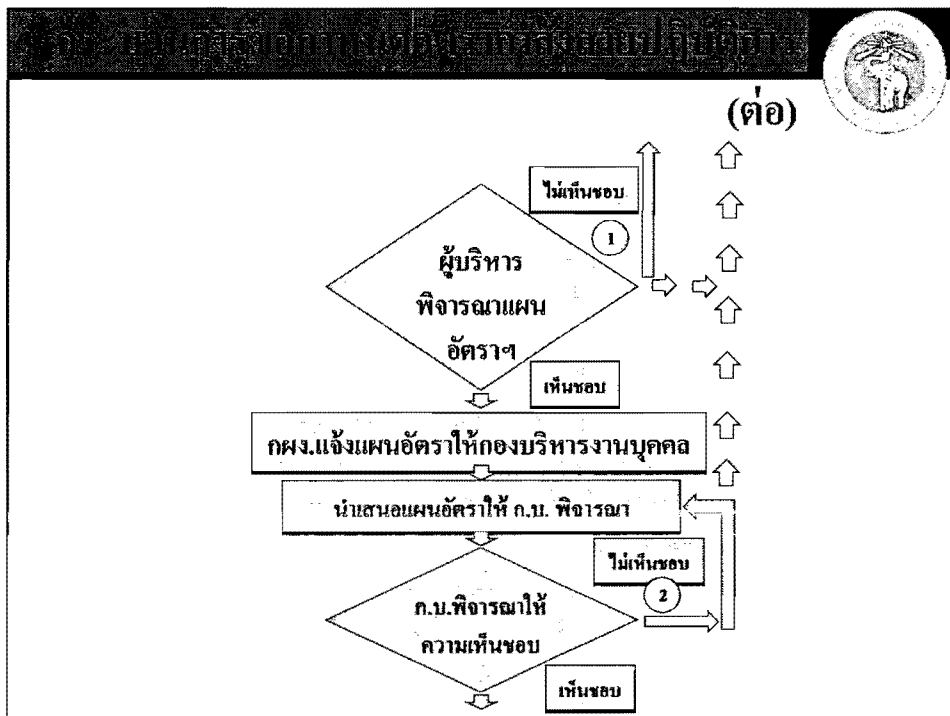 (ต่อ)
ไม่เห็นชอบ
1
ผู้บริหาร
พิจารณาแผน
อัตราฯ
เห็นชอบ
กผง.แจ้งแผนอัตราให้กองบริหารงานบุคคล
นำเสนอแผนอัตราให้ ก.บ. พิจารณา
ไม่เห็นชอบ
2
ก.บ.พิจารณาให้
ความเห็นชอบ
เห็นชอบ